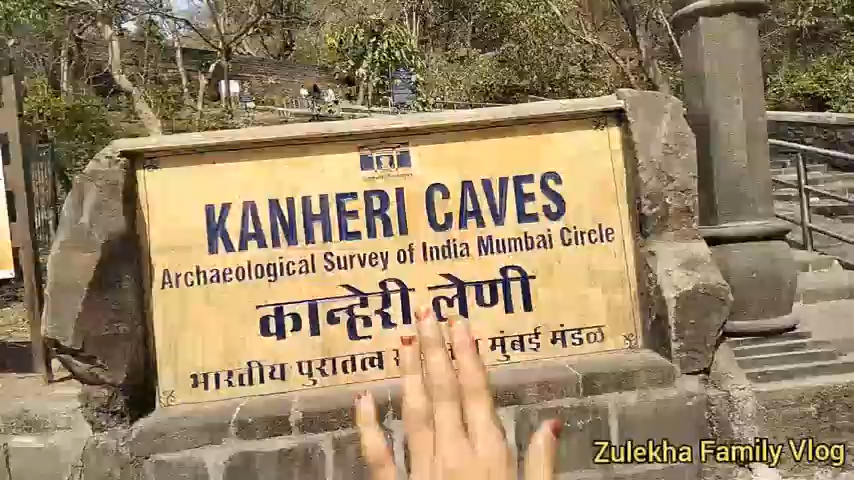 KANHERI CAVES
Archaeological Survey of India Mumbai Circle
कान्हेरी लेणी
भारतीय पुरातत्व मुंबई मंडळ
Zulekha Family Vlog